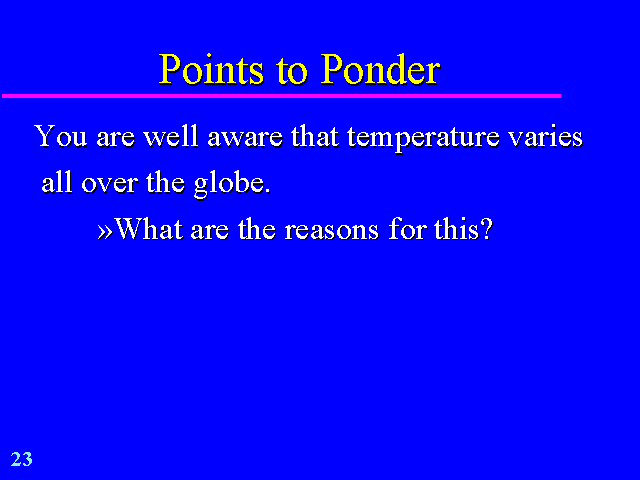 Points to Ponder
You are well aware that temperature varies
all over the globe.
»What are the reasons for this?
23